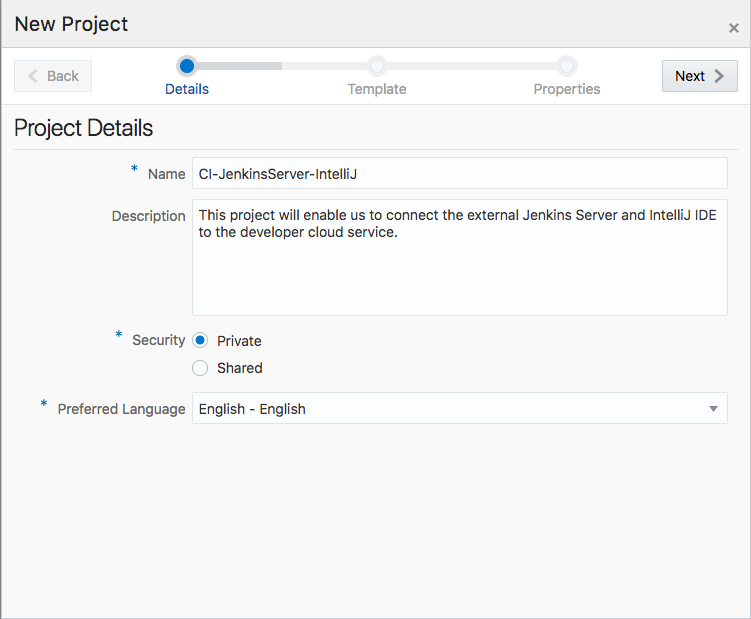 New Project
×
Back
Details
Template
Properties
Next
Project Details
* Name
CI-JenkinsServer-IntelliJ
Description
This project will enable us to connect the external Jenkins Server and IntelliJ IDE
to the developer cloud service.
* Security
Private
Shared
* Preferred Language
English - English